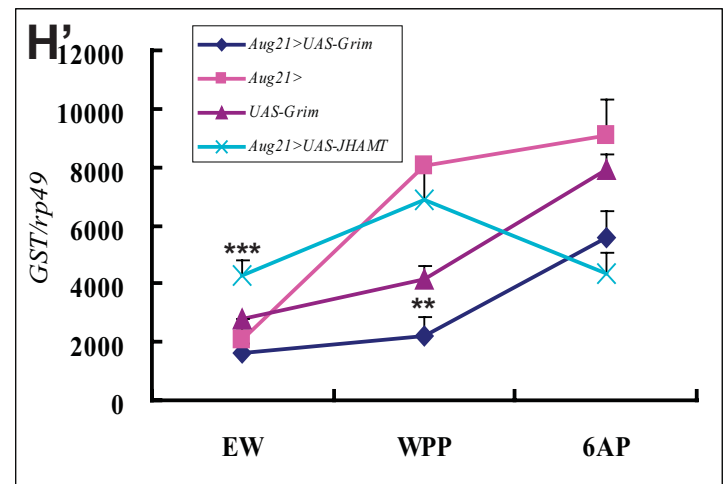 H'
12000
10000
8000
6000
4000
2000
0
GST/rp49
Aug21>UAS-Grim
Aug21>
UAS-Grim
Aug21>UAS-JHAMT
***
**
EW WPP 6AP